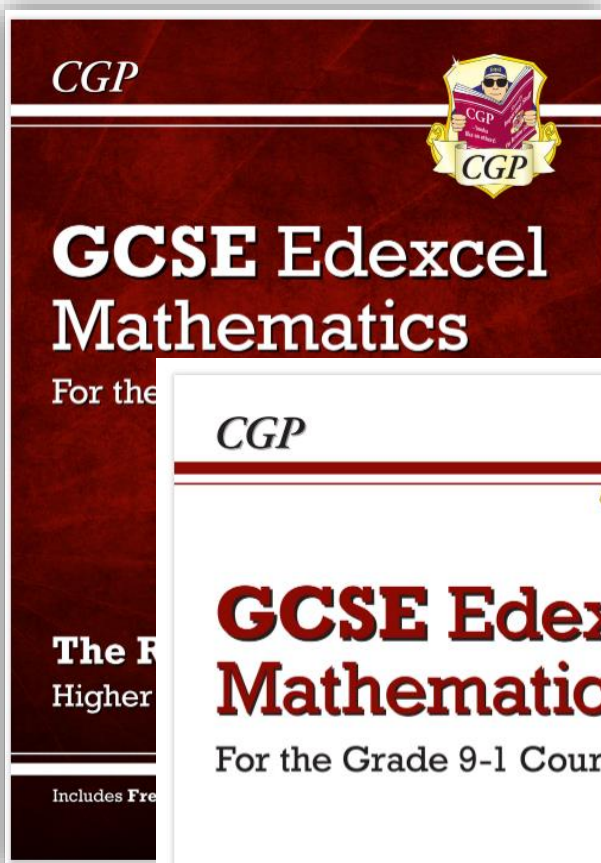 CGP
CGP
CGP
GCSE Edexcel
Mathematics
For the
The R
Higher
Includes Fre
CGP
GCSE Edex
Mathematic
For the Grade 9-1 Cour